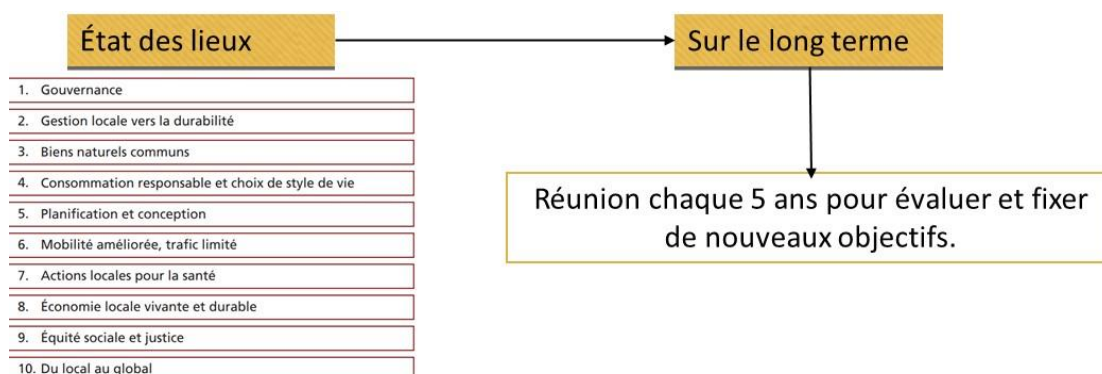 État des lieux
Sur le long terme
1. Gouvernance
2. Gestion locale vers la durabilité
3. Biens naturels communs
4. Consommation responsable et choix de style de vie
5. Planification et conception
6. Mobilité améliorée, trafic limité
7. Actions locales pour la santé
8. Économie locale vivante et durable
9. Équité sociale et justice
10. Du local au global
Réunion chaque 5 ans pour évaluer et fixer
de nouveaux objectifs.